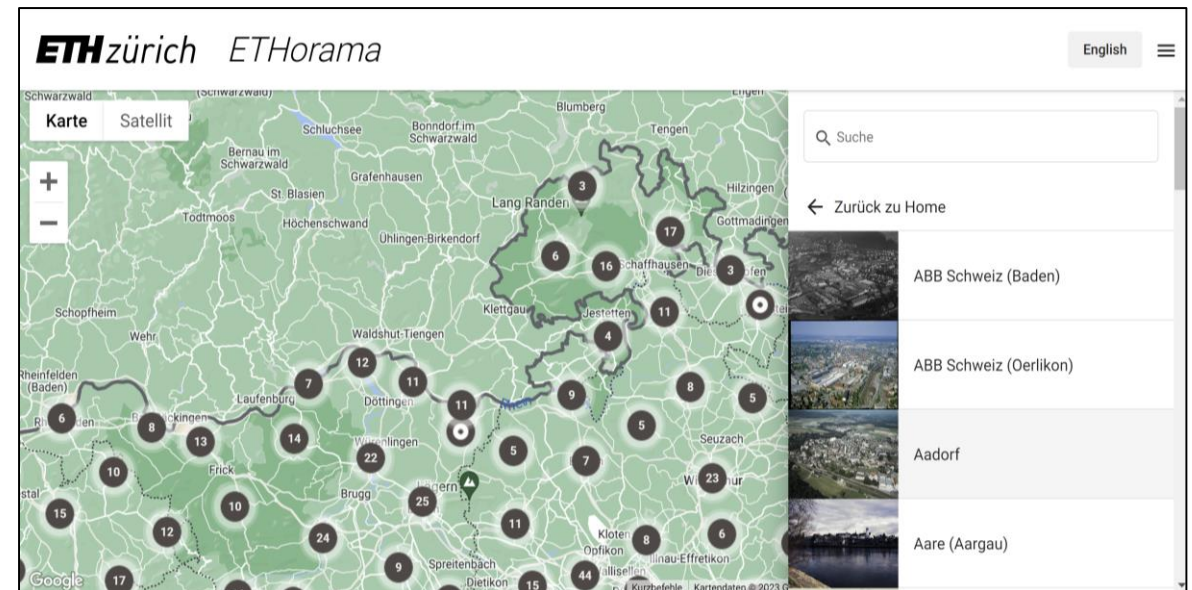 ETH zürich ETHorama
English
Karte Satellit
Schwarzwald
(Schwarzwald)
Schluchsee
Bonndorf im
Schwarzwald
Blumberg
Engen
Tengen
Bernau im
Schwarzwald
Grafenhausen
St. Blasien
Todtmoos
Höchenschwand
Ühlingen-Birkendorf
Lang Randen
3
Hilzingen
Gottmadingen
17
6
16
Schaffhausen
3
Klettgau
Jestetten
11
4
Schopfheim
Wehr
Waldshut-Tiengen
12
Rheinfelden
(Baden)
7
11
Laufenburg
Döttingen
11
Rhein
9
8
5
6
8
13
14
22
5
5
7
Seuzach
Frick
10
23
Brugg
25
10
15
12
24
11
Kloten
Opfikon
8
6
9
Spreitenbach
Dietikon
15
44
17
Google
Kurzbefehle
Kartendaten © 2023
Suche
← Zurück zu Home
ABB Schweiz (Baden)
ABB Schweiz (Oerlikon)
Aadorf
Aare (Aargau)